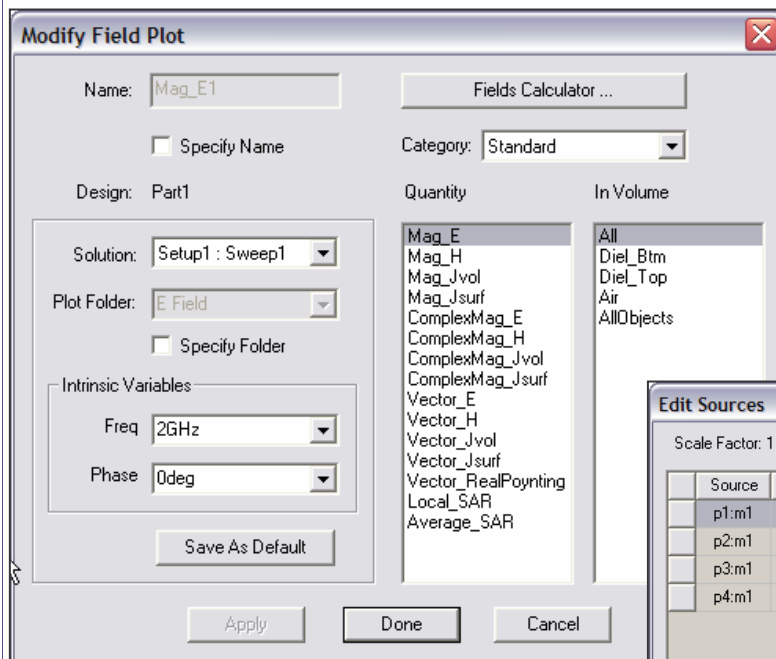 Modify Field Plot
Name: Mag_E1
Fields Calculator ...
Specify Name
Category: Standard
Design: Part1
Quantity
In Volume
Solution: Setup1 : Sweep1
Plot Folder: E Field
Specify Folder
Intrinsic Variables
Freq 2GHz
Phase 0deg
Save As Default
Mag_E
Mag_H
Mag_Jvol
Mag_Jsurf
ComplexMag_E
ComplexMag_H
ComplexMag_Jvol
ComplexMag_Jsurf
Vector_E
Vector_H
Vector_Jvol
Vector_Jsurf
Vector_RealPoynting
Local_SAR
Average_SAR
All
Diel_Btm
Diel_Top
Air
AllObjects
Apply
Done
Cancel
Edit Sources
Scale Factor: 1
Source
p1:m1
p2:m1
p3:m1
p4:m1